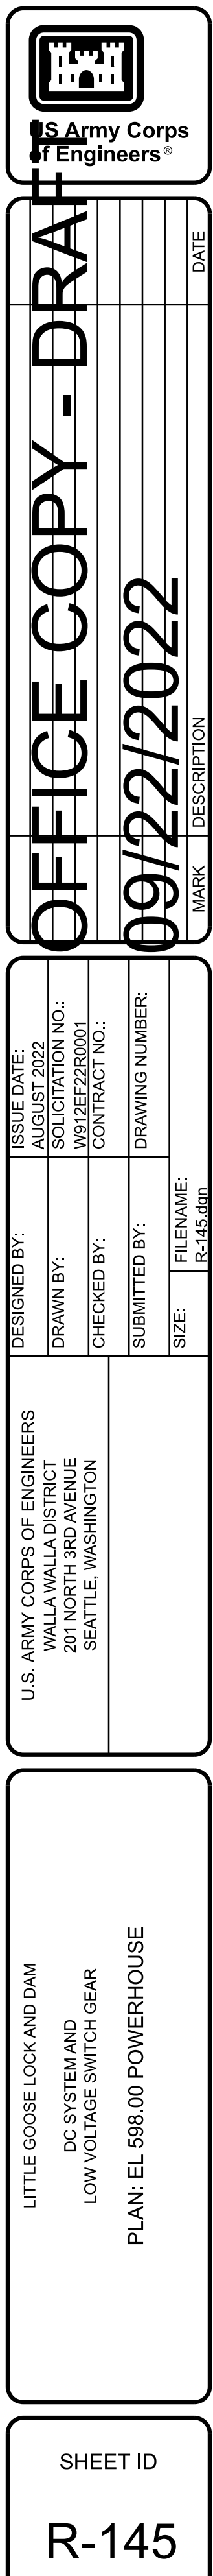 US Army Corps
of Engineers®
OFFICE COPY - DRAFT
09/22/2022
MARK
DESCRIPTION
DATE
DESIGNED BY:
ISSUE DATE:
AUGUST 2022
DRAWN BY:
SOLICITATION NO.:
W912EF22R0001
CHECKED BY:
CONTRACT NO.:
SUBMITTED BY:
DRAWING NUMBER:
SIZE:
FILENAME:
R-145.dgn
U.S. ARMY CORPS OF ENGINEERS
WALLA WALLA DISTRICT
201 NORTH 3RD AVENUE
SEATTLE, WASHINGTON
LITTLE GOOSE LOCK AND DAM
DC SYSTEM AND
LOW VOLTAGE SWITCH GEAR
PLAN: EL 598.00 POWERHOUSE
SHEET ID
R-145